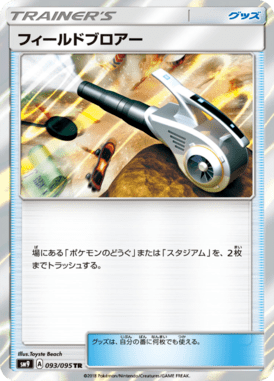 TRAINER'S
グッズ
フィールドブロアー
場にある「ポケモンのどうぐ」または「スタジアム」を、2枚
までトラッシュする。
Illus. Toyste Beach
SM9 A 093/095 TR
グッズは、自分の番に何枚でも使える。
©2018 Pokémon/Nintendo/Creatures/GAME FREAK.